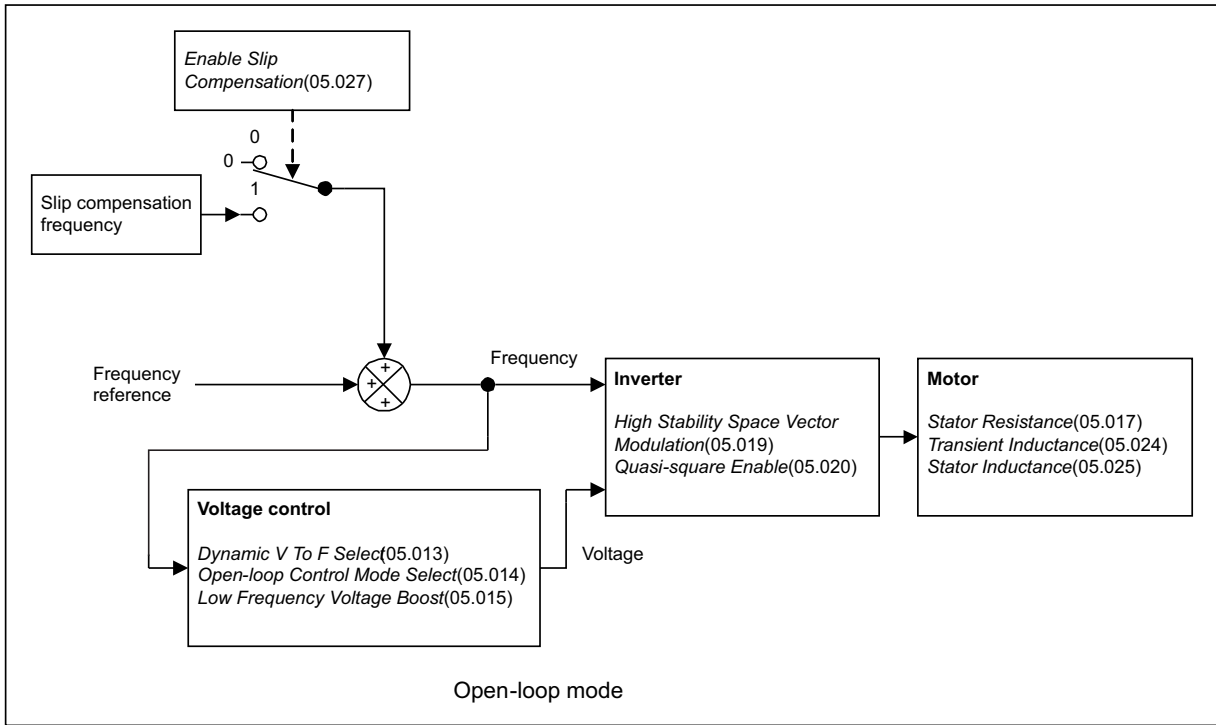 Enable Slip
Compensation(05.027)
0
0
1
Slip compensation
frequency
Frequency
reference
+
+
+
Frequency
Inverter
High Stability Space Vector
Modulation(05.019)
Quasi-square Enable(05.020)
Motor
Stator Resistance(05.017)
Transient Inductance(05.024)
Stator Inductance(05.025)
Voltage control
Dynamic V To F Select(05.013)
Open-loop Control Mode Select(05.014)
Low Frequency Voltage Boost(05.015)
Voltage
Open-loop mode